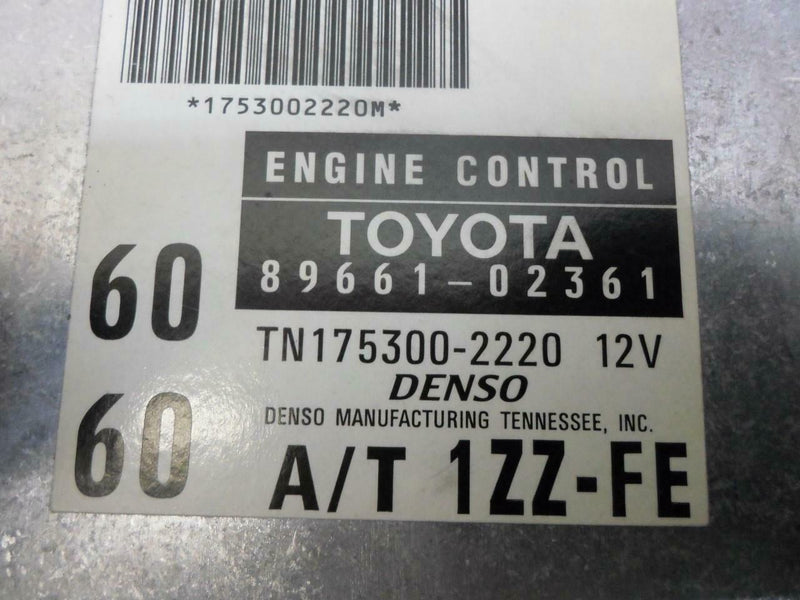 *1753002220M*
ENGINE CONTROL
TOYOTA
89661-02361
60
TN175300-2220 12V
DENSO
DENSO MANUFACTURING TENNESSEE, INC.
60
A/T 1ZZ-FE